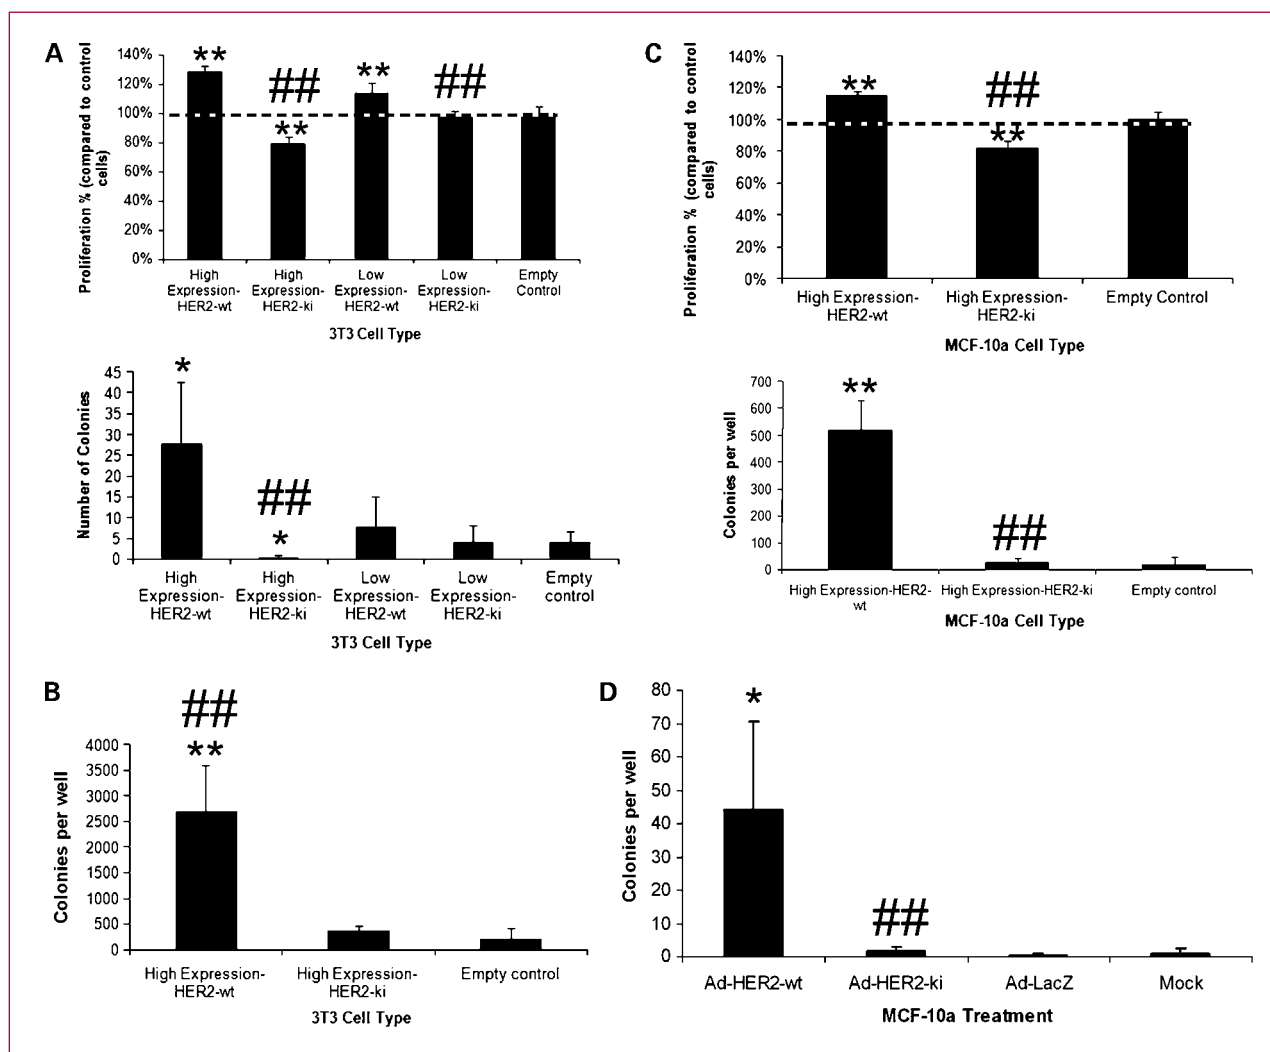 A
Proliferation % (compared to control
cells)
140%
120%
100%
80%
60%
40%
20%
0%
**
##
**
**
##
High
Expression-
HER2-wt
High
Expression-
HER2-ki
Low
Expression-
HER2-wt
Low
Expression-
HER2-ki
Empty
Control
3T3 Cell Type
Number of Colonies
45
40
35
30
25
20
15
10
5
0
*
##
*
High
Expression-
HER2-wt
High
Expression-
HER2-ki
Low
Expression-
HER2-wt
Low
Expression-
HER2-ki
Empty
control
3T3 Cell Type
B
Colonies per well
4000
3500
3000
2500
2000
1500
1000
500
0
##
**
High Expression-
HER2-wt
High Expression-
HER2-ki
Empty control
3T3 Cell Type
C
Proliferation % (compared to control
cells)
140%
120%
100%
80%
60%
40%
20%
0%
**
##
**
High Expression-
HER2-wt
High Expression-
HER2-ki
Empty Control
MCF-10a Cell Type
Colonies per well
700
600
500
400
300
200
100
0
**
##
High Expression-HER2-
wt
High Expression-HER2-ki
Empty control
MCF-10a Cell Type
D
Colonies per well
80
70
60
50
40
30
20
10
0
*
##
Ad-HER2-wt
Ad-HER2-ki
Ad-LacZ
Mock
MCF-10a Treatment